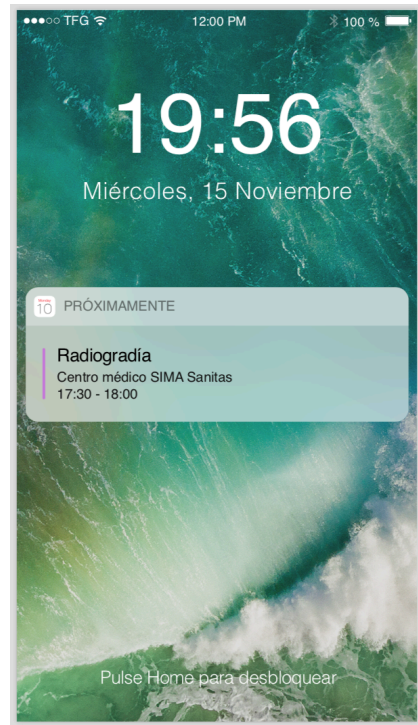 TFG 12:00 PM 100 %
19:56
Miércoles, 15 Noviembre
10 PRÓXIMAMENTE
Radiogradía
Centro médico SIMA Sanitas
17:30 - 18:00
Pulse Home para desbloquear